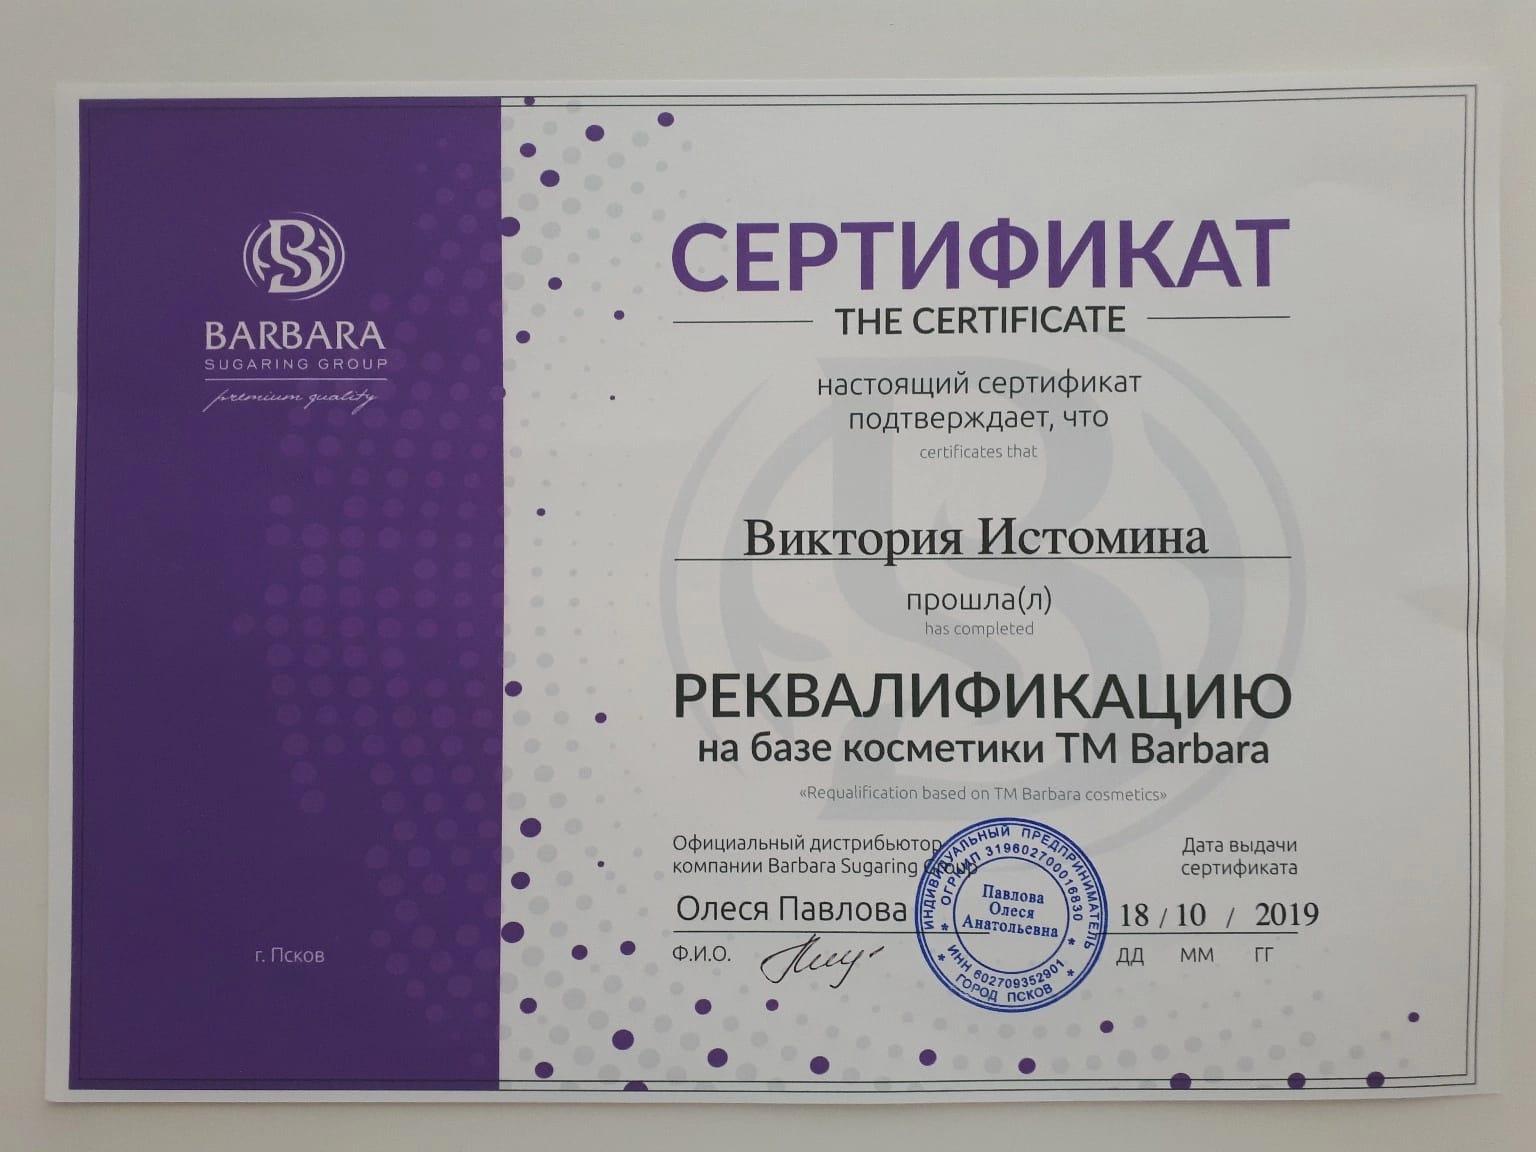 BARBARA
SUGARING GROUP
premium quality
г. Псков
СЕРТИФИКАТ
THE CERTIFICATE
настоящий сертификат
подтверждает, что
certificates that
Виктория Истомина
прошла(л)
has completed
РЕКВАЛИФИКАЦИЮ
на базе косметики ТМ Barbara
«Requalification based on TM Barbara cosmetics»
Официальный дистрибьютор
компании Barbara Sugaring Group
Олеся Павлова
Ф.И.О.
ИНДИВИДУАЛЬНЫЙ ПРЕДПРИНИМАТЕЛЬ
ОГРНИП 319602700016830
Павлова
Олеся
Анатольевна
ИНН 602709352901
ГОРОД ПСКОВ
Дата выдачи
сертификата
18 / 10 / 2019
ДД ММ ГГ